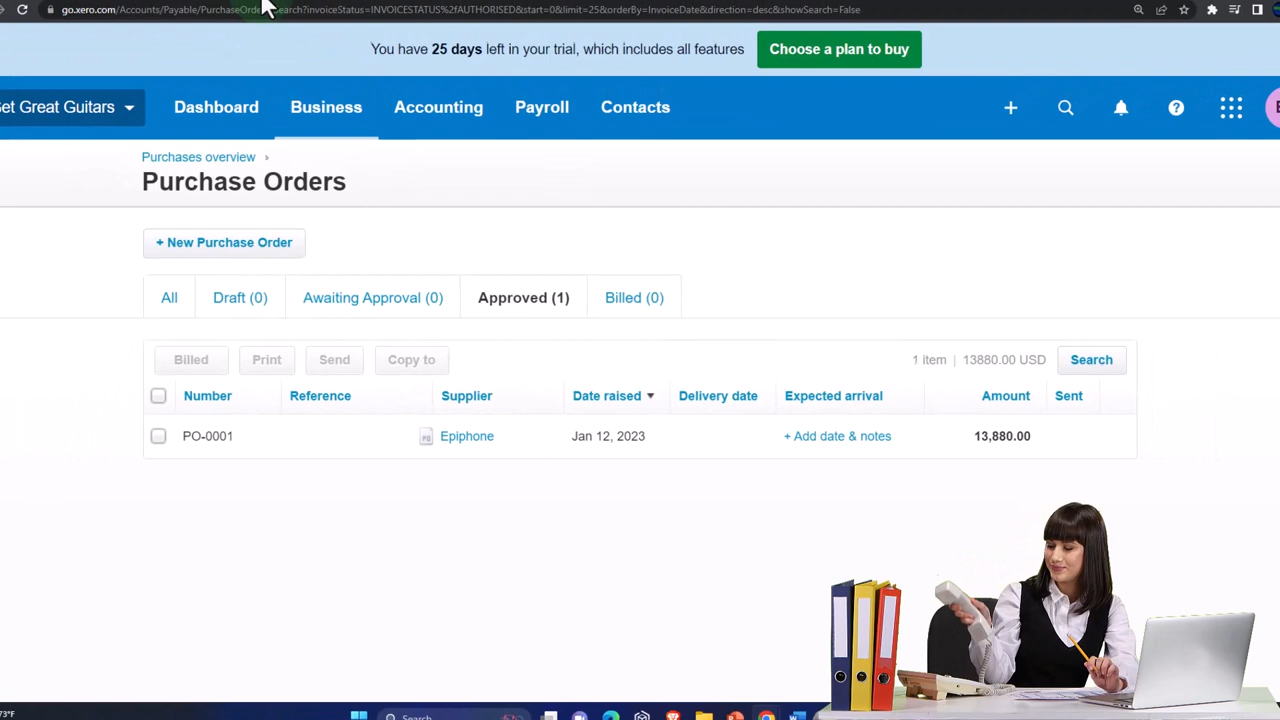 go.xero.com/Accounts/Payable/PurchaseOrders/Search?invoiceStatus=INVOICESTATUS%2fAUTHORISED&start=0&limit=25&orderBy=InvoiceDate&direction=desc&showSearch=False
You have 25 days left in your trial, which includes all features Choose a plan to buy
Get Great Guitars Dashboard Business Accounting Payroll Contacts
Purchases overview ›
Purchase Orders
+ New Purchase Order
All Draft (0) Awaiting Approval (0) Approved (1) Billed (0)
Billed Print Send Copy to 1 item | 13880.00 USD Search
Number Reference Supplier Date raised Delivery date Expected arrival Amount Sent
PO-0001 Epiphone Jan 12, 2023 + Add date & notes 13,880.00
73°F Search